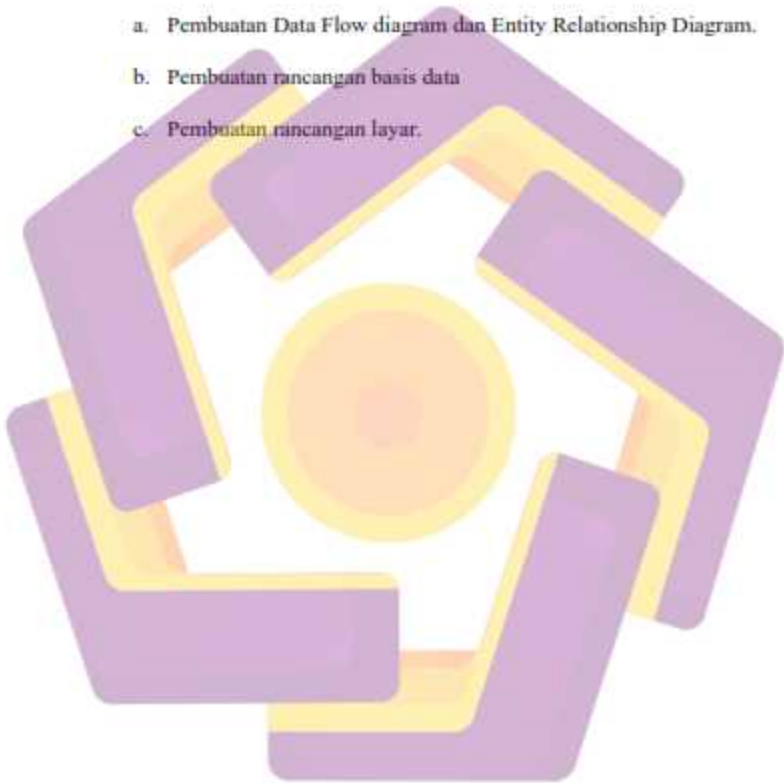 a. Pembuatan Data Flow diagram dan Entity Relationship Diagram.
b. Pembuatan rancangan basis data
c. Pembuatan rancangan layar.